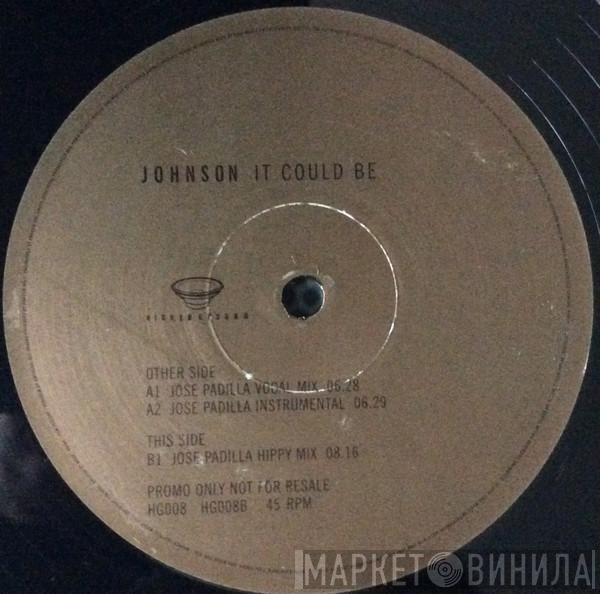 JOHNSON IT COULD BE
HIGHER GROUND
OTHER SIDE
A1 JOSE PADILLA VOCAL MIX 06.28
A2 JOSE PADILLA INSTRUMENTAL 06.29
THIS SIDE
B1 JOSE PADILLA HIPPY MIX 08.16
PROMO ONLY NOT FOR RESALE
HG008 HG008B 45 RPM
МАРКЕТ ВИНИЛА